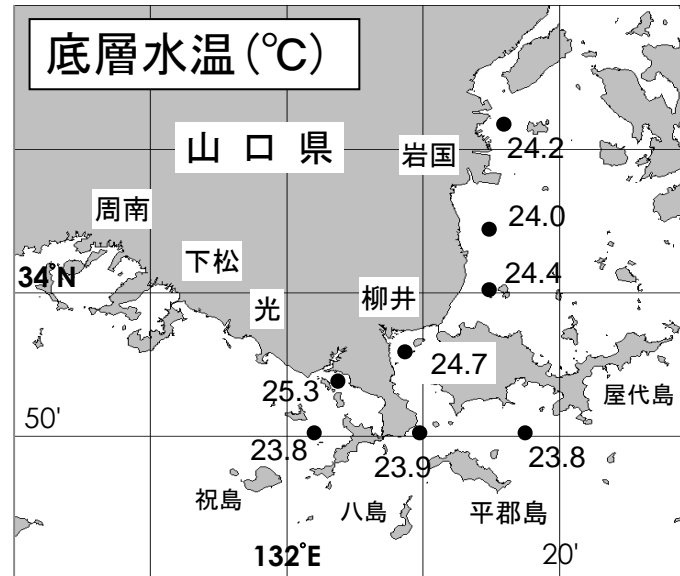 底層水温(℃)
山口県
岩国
24.2
周南
24.0
下松
34°N
24.4
光
柳井
24.7
25.3
屋代島
50'
23.8
23.9
23.8
祝島
八島
平郡島
132°E
20'